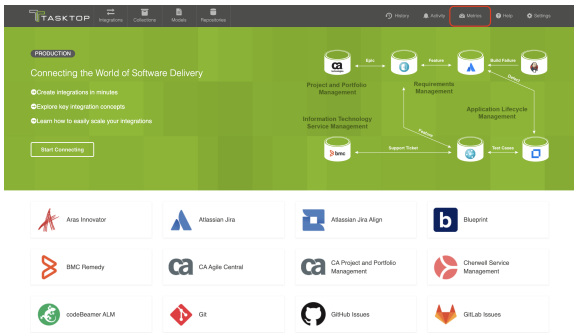 TASKTOP
Integrations
Collections
Models
Repositories
History
Activity
Metrics
Help
Settings
PRODUCTION
Connecting the World of Software Delivery
Create integrations in minutes
Explore key integration concepts
Learn how to easily scale your integrations
Start Connecting
ca
Epic
Feature
Build Failure
Project and Portfolio
Management
Requirements
Management
Defect
Application Lifecycle
Management
Information Technology
Service Management
Feature
bmc
Support Ticket
Test Cases
Aras Innovator
Atlassian Jira
Atlassian Jira Align
b
Blueprint
BMC Remedy
ca
CA Agile Central
ca
CA Project and Portfolio
Management
Cherwell Service
Management
codeBeamer ALM
Git
GitHub Issues
GitLab Issues